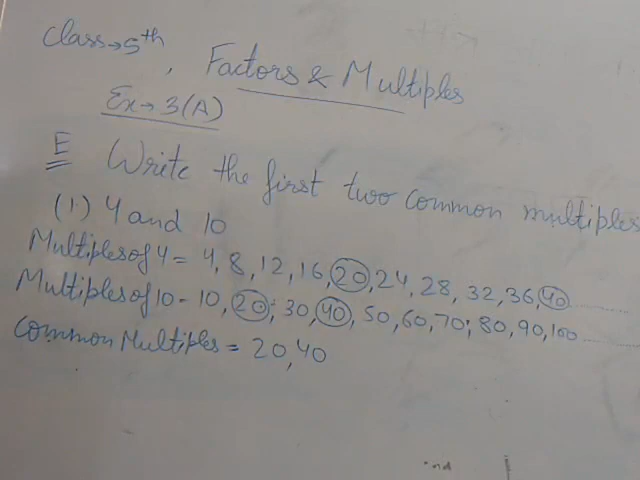 Class→5th
, Factors & Multiples
Ex→ 3(A)
E Write the first two common multiples
(1.) 4 and 10
Multiples of 4 = 4, 8, 12, 16, 20, 24, 28, 32, 36, 40 ..........
Multiples of 10 = 10, 20, 30, 40, 50, 60, 70, 80, 90, 100 ..........
Common Multiples = 20, 40